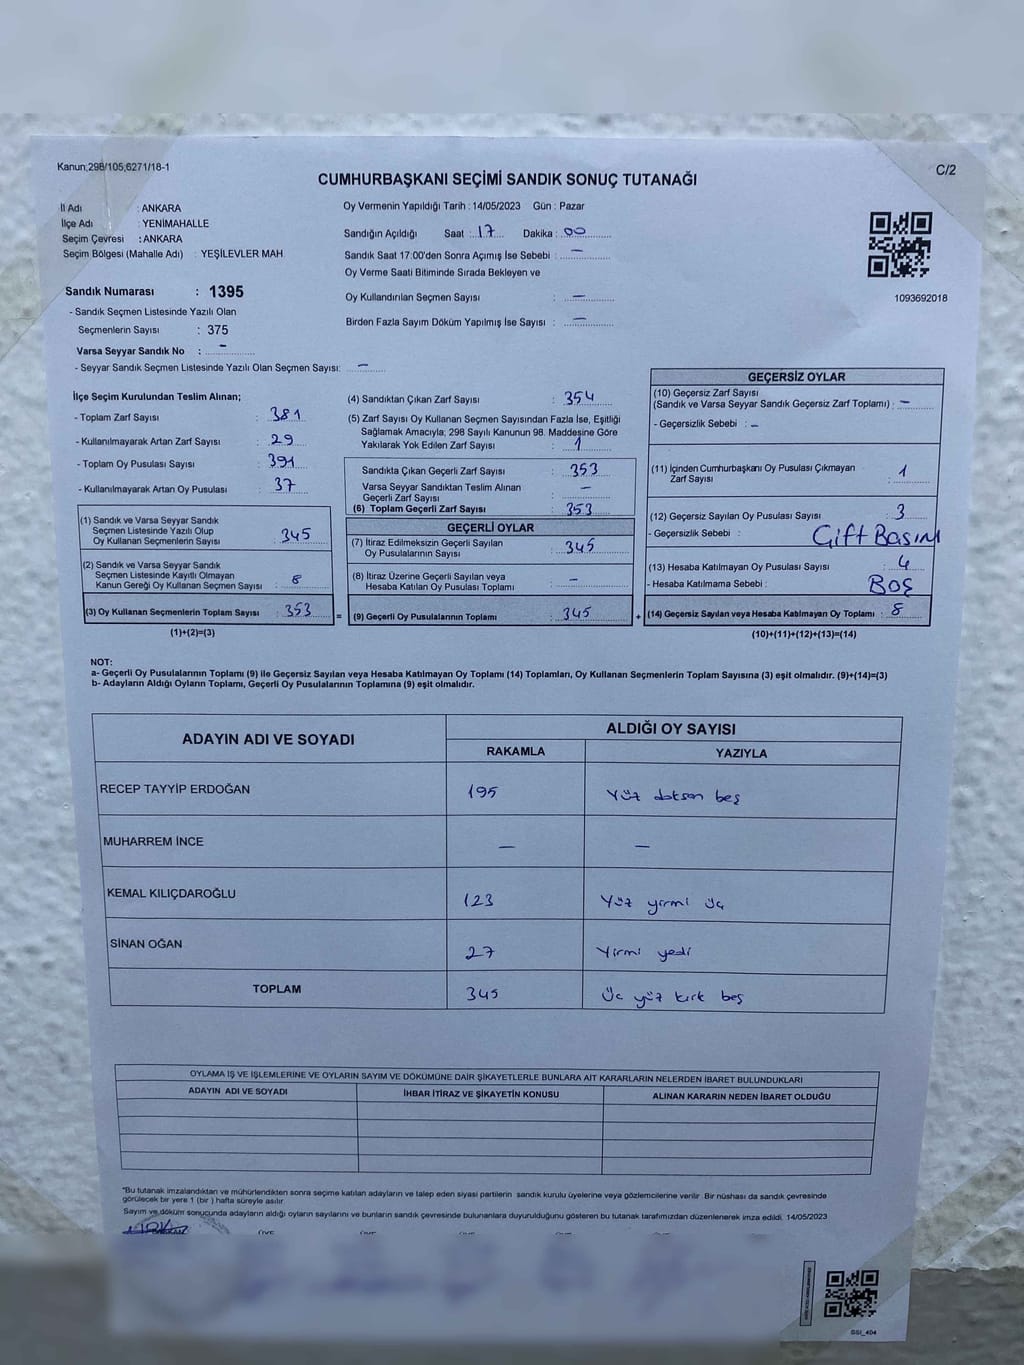 Kanun;298/105;6271/18-1
C/2
CUMHURBAŞKANI SEÇİMİ SANDIK SONUÇ TUTANAĞI
İl Adı : ANKARA
İlçe Adı : YENİMAHALLE
Seçim Çevresi : ANKARA
Seçim Bölgesi (Mahalle Adı) : YEŞİLEVLER MAH
Sandık Numarası : 1395
- Sandık Seçmen Listesinde Yazılı Olan
Seçmenlerin Sayısı : 375
Varsa Seyyar Sandık No : -
- Seyyar Sandık Seçmen Listesinde Yazılı Olan Seçmen Sayısı: -
Oy Vermenin Yapıldığı Tarih : 14/05/2023 Gün : Pazar
Sandığın Açıldığı Saat : 17 Dakika : 00
Sandık Saat 17:00'den Sonra Açımış İse Sebebi : -
Oy Verme Saati Bitiminde Sırada Bekleyen ve
Oy Kullandırılan Seçmen Sayısı : -
Birden Fazla Sayım Döküm Yapılmış İse Sayısı : -
1093692018
İlçe Seçim Kurulundan Teslim Alınan;
- Toplam Zarf Sayısı : 381
- Kullanılmayarak Artan Zarf Sayısı : 29
- Toplam Oy Pusulası Sayısı : 391
- Kullanılmayarak Artan Oy Pusulası : 37
(1) Sandık ve Varsa Seyyar Sandık
Seçmen Listesinde Yazılı Olup
Oy Kullanan Seçmenlerin Sayısı : 345
(2) Sandık ve Varsa Seyyar Sandık
Seçmen Listesinde Kayıtlı Olmayan
Kanun Gereği Oy Kullanan Seçmen Sayısı : 8
(3) Oy Kullanan Seçmenlerin Toplam Sayısı : 353 =
(1)+(2)=(3)
(4) Sandıktan Çıkan Zarf Sayısı : 354
(5) Zarf Sayısı Oy Kullanan Seçmen Sayısından Fazla İse, Eşitliği
Sağlamak Amacıyla; 298 Sayılı Kanunun 98. Maddesine Göre
Yakılarak Yok Edilen Zarf Sayısı : 1
Sandıkta Çıkan Geçerli Zarf Sayısı : 353
Varsa Seyyar Sandıktan Teslim Alınan
Geçerli Zarf Sayısı : -
(6) Toplam Geçerli Zarf Sayısı : 353
GEÇERLİ OYLAR
(7) İtiraz Edilmeksizin Geçerli Sayılan
Oy Pusulalarının Sayısı : 345
(8) İtiraz Üzerine Geçerli Sayılan veya
Hesaba Katılan Oy Pusulası Toplamı : -
(9) Geçerli Oy Pusulalarının Toplamı : 345 +
GEÇERSİZ OYLAR
(10) Geçersiz Zarf Sayısı
(Sandık ve Varsa Seyyar Sandık Geçersiz Zarf Toplamı) : -
- Geçersizlik Sebebi : -
(11) İçinden Cumhurbaşkanı Oy Pusulası Çıkmayan
Zarf Sayısı : 1
(12) Geçersiz Sayılan Oy Pusulası Sayısı : 3
- Geçersizlik Sebebi : Çift Basım
(13) Hesaba Katılmayan Oy Pusulası Sayısı : 4
- Hesaba Katılmama Sebebi : BOŞ
(14) Geçersiz Sayılan veya Hesaba Katılmayan Oy Toplamı : 8
(10)+(11)+(12)+(13)=(14)
NOT:
a- Geçerli Oy Pusulalarının Toplamı (9) ile Geçersiz Sayılan veya Hesaba Katılmayan Oy Toplamı (14) Toplamları, Oy Kullanan Seçmenlerin Toplam Sayısına (3) eşit olmalıdır. (9)+(14)=(3)
b- Adayların Aldığı Oyların Toplamı, Geçerli Oy Pusulalarının Toplamına (9) eşit olmalıdır.
ADAYIN ADI VE SOYADI ALDIĞI OY SAYISI
RAKAMLA YAZIYLA
RECEP TAYYİP ERDOĞAN 195 Yüz doksan beş
MUHARREM İNCE - -
KEMAL KILIÇDAROĞLU 123 Yüz yirmi üç
SİNAN OĞAN 27 Yirmi yedi
TOPLAM 345 Üç yüz kırk beş
OYLAMA İŞ VE İŞLEMLERİNE VE OYLARIN SAYIM VE DÖKÜMÜNE DAİR ŞİKAYETLERLE BUNLARA AİT KARARLARIN NELERDEN İBARET BULUNDUKLARI
ADAYIN ADI VE SOYADI İHBAR İTİRAZ VE ŞİKAYETİN KONUSU ALINAN KARARIN NEDEN İBARET OLDUĞU
"Bu tutanak imzalandıktan ve mühürlendikten sonra seçime katılan adayların ve talep eden siyasi partilerin sandık kurulu üyelerine veya gözlemcilerine verilir. Bir nüshası da sandık çevresinde
görülecek bir yere 1 (bir ) hafta süreyle asılır.
Sayım ve döküm sonucunda adayların aldığı oyların sayılarını ve bunların sandık çevresinde bulunanlara duyurulduğunu gösteren bu tutanak tarafımızdan düzenlenerek imza edildi. 14/05/2023
GSI_404